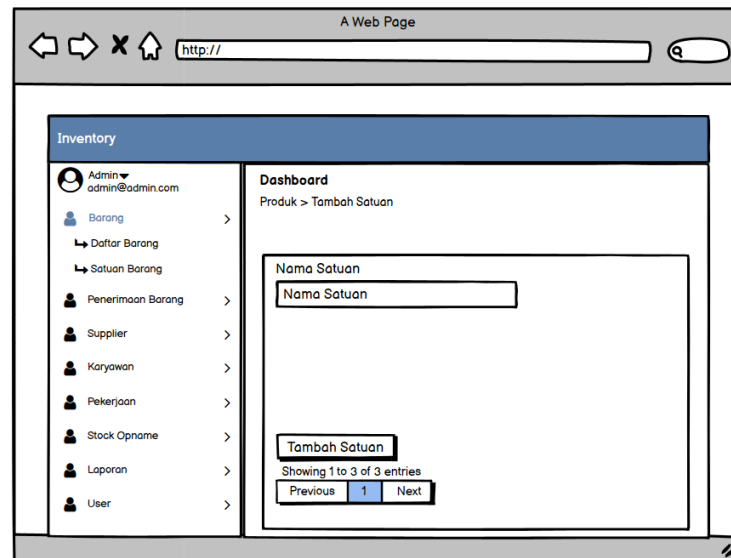 A Web Page
http://
Inventory
Admin
admin@admin.com
Barang
Daftar Barang
Satuan Barang
Penerimaan Barang
Supplier
Karyawan
Pekerjaan
Stock Opname
Laporan
User
Dashboard
Produk > Tambah Satuan
Nama Satuan
Nama Satuan
Tambah Satuan
Showing 1 to 3 of 3 entries
Previous 1 Next